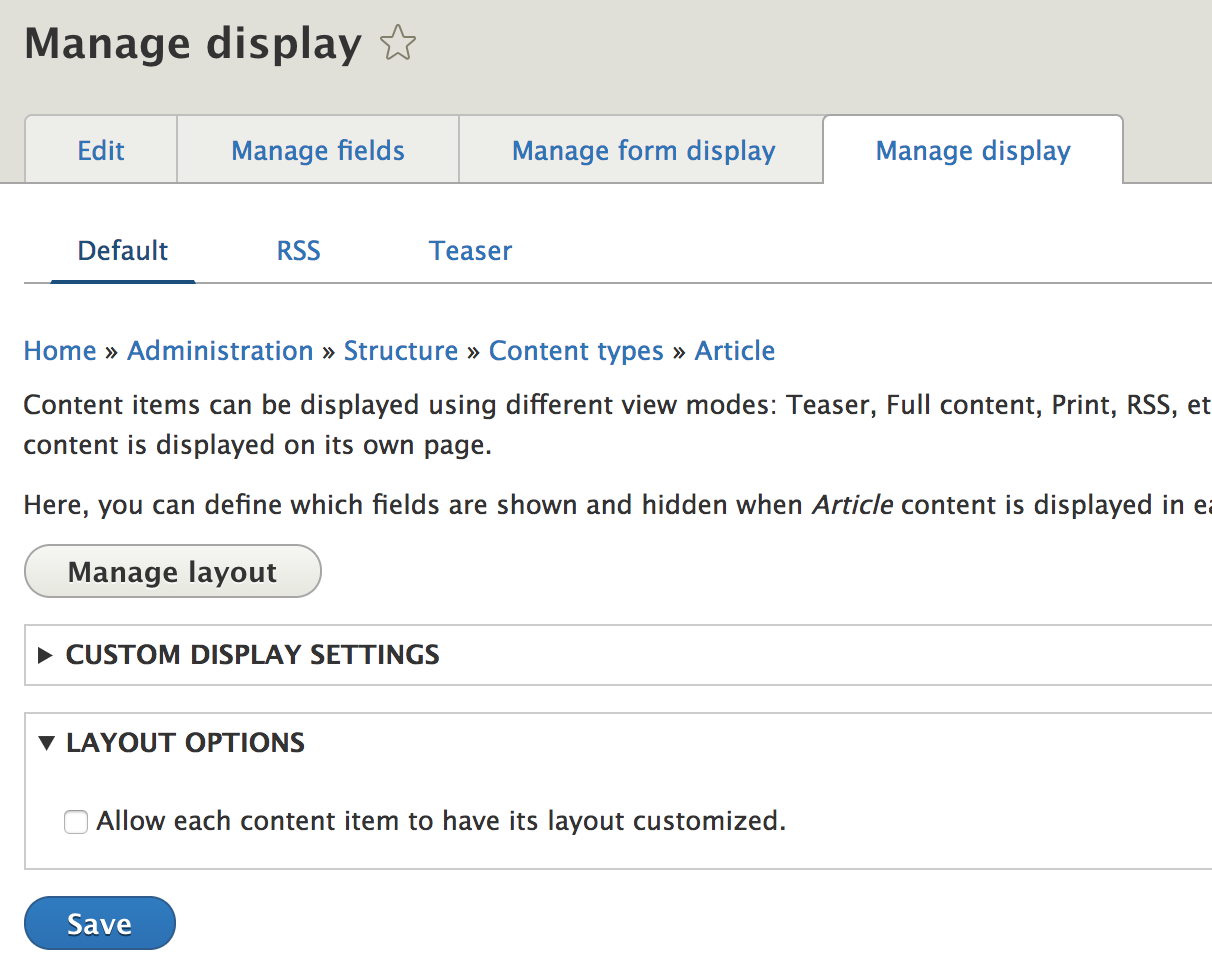 Manage display
Edit Manage fields Manage form display Manage display
Default RSS Teaser
Home » Administration » Structure » Content types » Article
Content items can be displayed using different view modes: Teaser, Full content, Print, RSS, et
content is displayed on its own page.
Here, you can define which fields are shown and hidden when Article content is displayed in ea
Manage layout
CUSTOM DISPLAY SETTINGS
LAYOUT OPTIONS
Allow each content item to have its layout customized.
Save